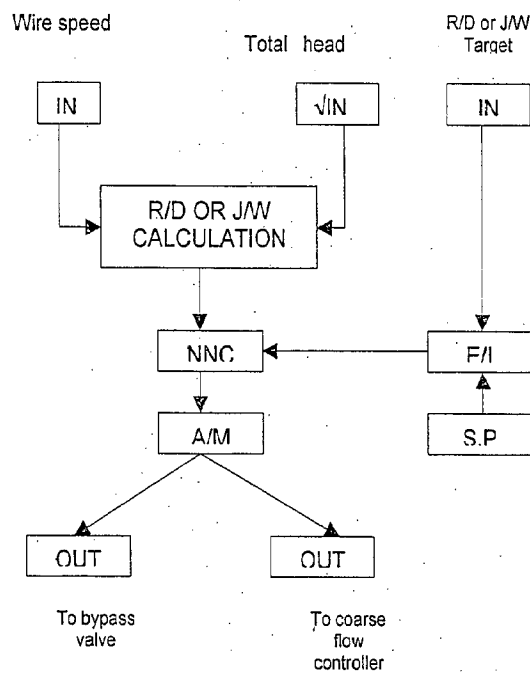 Wire speed
Total head
R/D or J/W
Target
IN
√IN
IN
R/D OR J/W
CALCULATION
NNC
E/I
A/M
S.P
OUT
OUT
To bypass
valve
To coarse
flow
controller